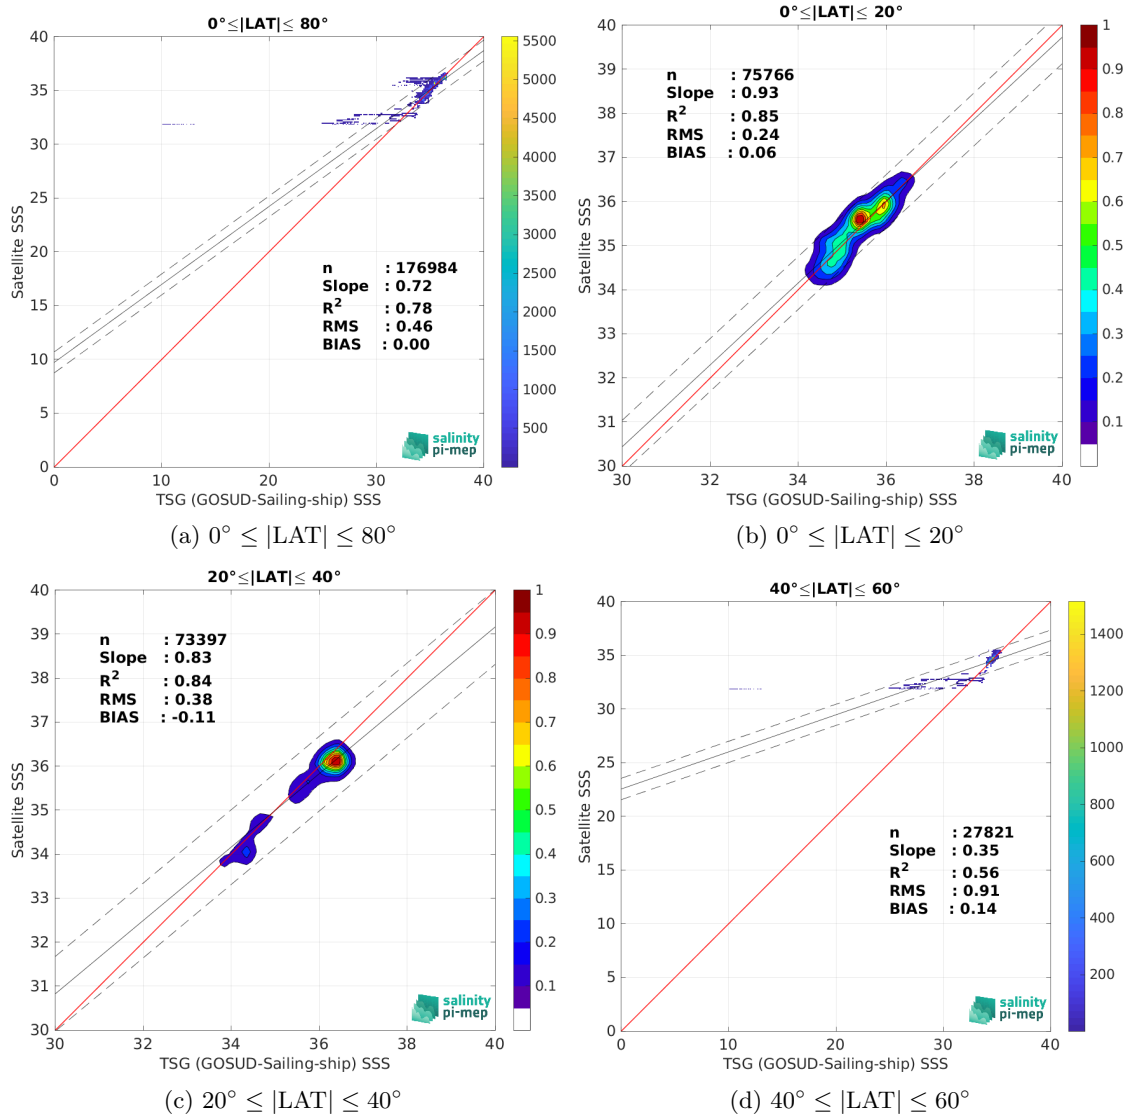 0°≤|LAT|≤ 80°
40
35
30
25
20
15
10
5
0
0
10
20
30
40
Satellite SSS
TSG (GOSUD-Sailing-ship) SSS
n : 176984
Slope : 0.72
R2 : 0.78
RMS : 0.46
BIAS : 0.00
salinity
pi-mep
5500
5000
4500
4000
3500
3000
2500
2000
1500
1000
500
(a) 0° ≤ |LAT| ≤ 80°
0°≤|LAT|≤ 20°
40
39
38
37
36
35
34
33
32
31
30
30
32
34
36
38
40
Satellite SSS
TSG (GOSUD-Sailing-ship) SSS
n : 75766
Slope : 0.93
R2 : 0.85
RMS : 0.24
BIAS : 0.06
salinity
pi-mep
1
0.9
0.8
0.7
0.6
0.5
0.4
0.3
0.2
0.1
(b) 0° ≤ |LAT| ≤ 20°
20°≤|LAT|≤ 40°
40
39
38
37
36
35
34
33
32
31
30
30
32
34
36
38
40
Satellite SSS
TSG (GOSUD-Sailing-ship) SSS
n : 73397
Slope : 0.83
R2 : 0.84
RMS : 0.38
BIAS : -0.11
salinity
pi-mep
1
0.9
0.8
0.7
0.6
0.5
0.4
0.3
0.2
0.1
(c) 20° ≤ |LAT| ≤ 40°
40°≤|LAT|≤ 60°
40
35
30
25
20
15
10
5
0
0
10
20
30
40
Satellite SSS
TSG (GOSUD-Sailing-ship) SSS
n : 27821
Slope : 0.35
R2 : 0.56
RMS : 0.91
BIAS : 0.14
salinity
pi-mep
1400
1200
1000
800
600
400
200
(d) 40° ≤ |LAT| ≤ 60°